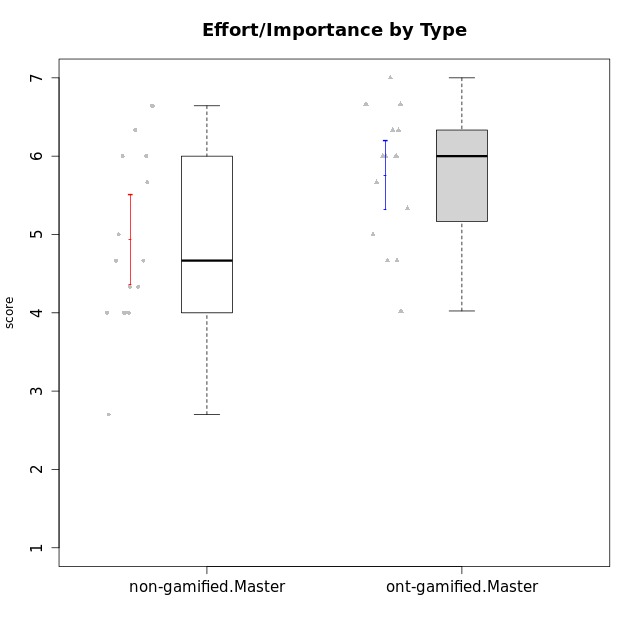 Effort/Importance by Type
7
6
5
4
3
2
1
score
non-gamified.Master
ont-gamified.Master